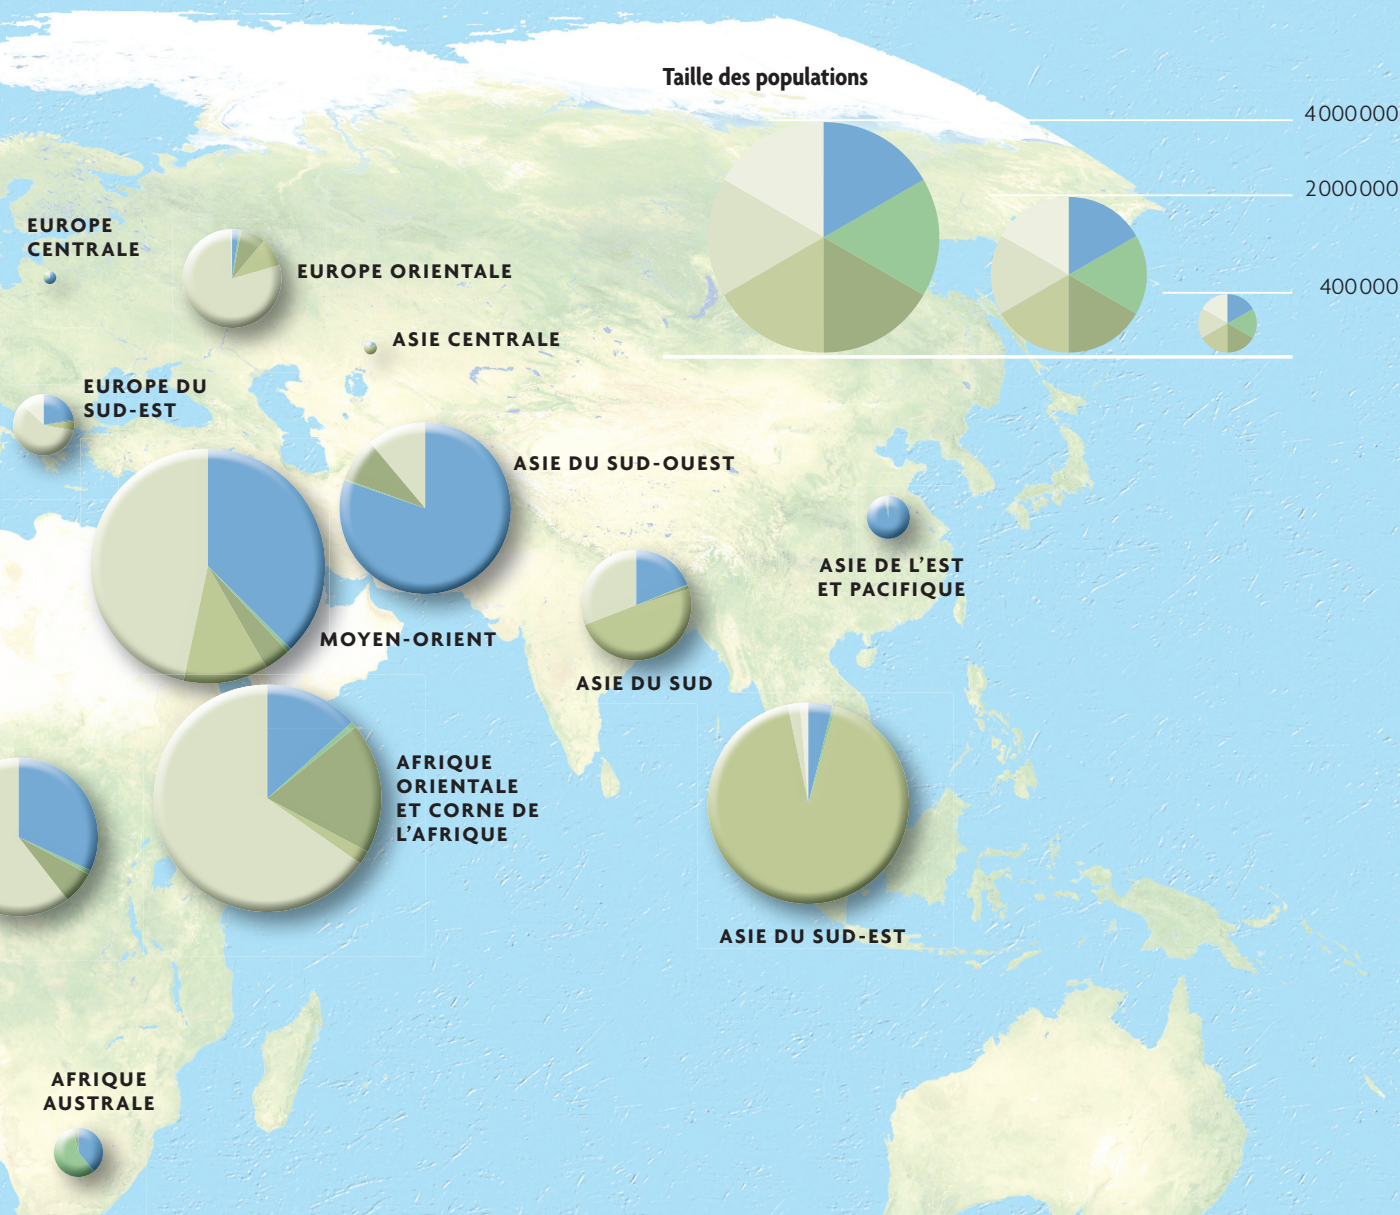 Taille des populations
4 000 000
2 000 000
400 000
EUROPE
CENTRALE
EUROPE ORIENTALE
ASIE CENTRALE
EUROPE DU
SUD-EST
ASIE DU SUD-OUEST
ASIE DE L’EST
ET PACIFIQUE
MOYEN-ORIENT
ASIE DU SUD
AFRIQUE
ORIENTALE
ET CORNE DE
L’AFRIQUE
ASIE DU SUD-EST
AFRIQUE
AUSTRALE